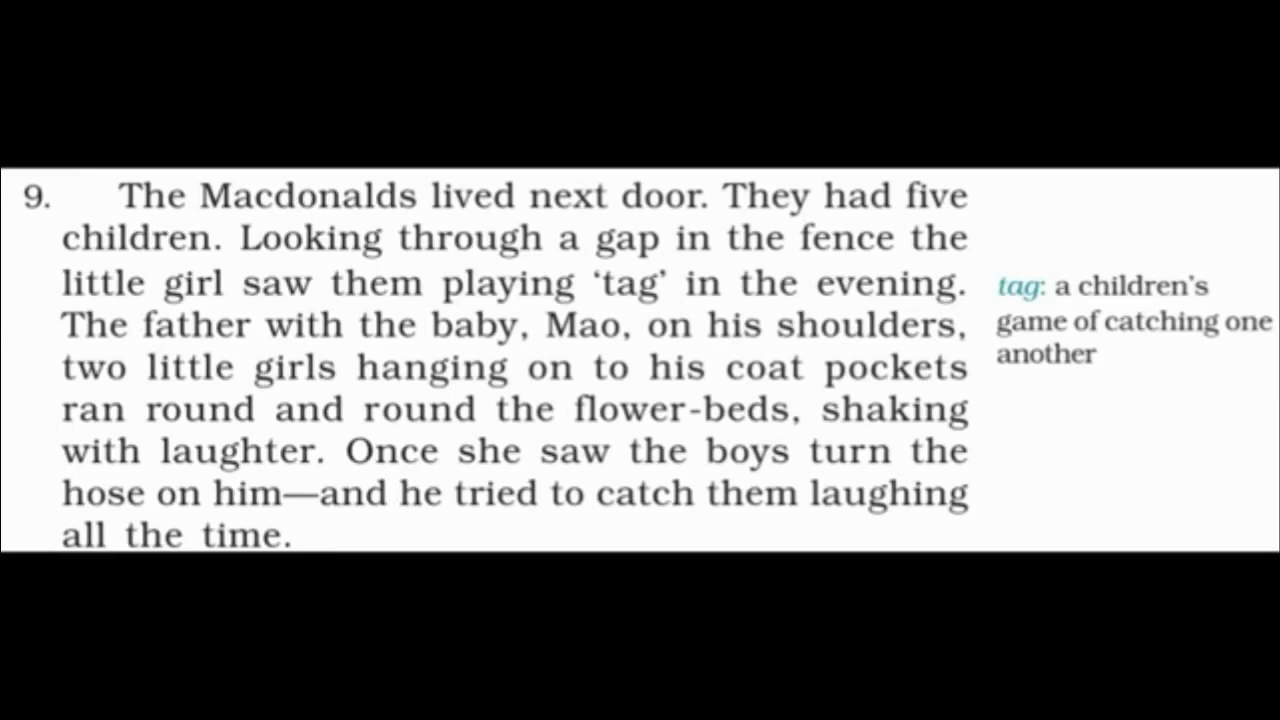 9. The Macdonalds lived next door. They had five
children. Looking through a gap in the fence the
little girl saw them playing ‘tag’ in the evening.
The father with the baby, Mao, on his shoulders,
two little girls hanging on to his coat pockets
ran round and round the flower-beds, shaking
with laughter. Once she saw the boys turn the
hose on him—and he tried to catch them laughing
all the time.
tag: a children’s
game of catching one
another